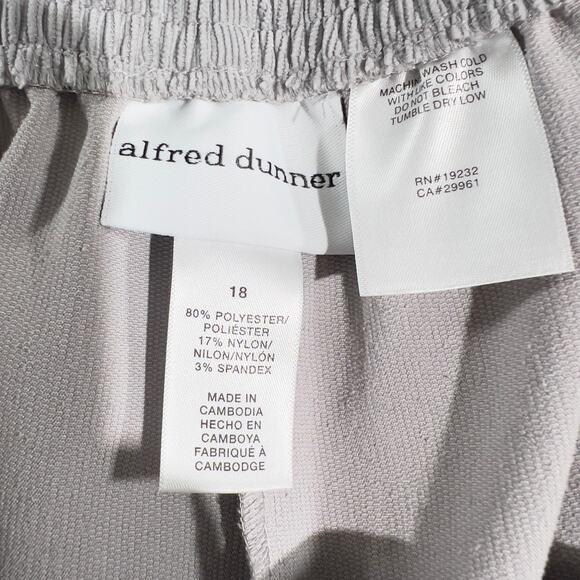 alfred dunner
MACHINE WASH COLD
WITH LIKE COLORS
DO NOT BLEACH
TUMBLE DRY LOW
RN#19232
CA#29961
18
80% POLYESTER/
POLIÉSTER
17% NYLON/
NILON/NYLÓN
3% SPANDEX
MADE IN
CAMBODIA
HECHO EN
CAMBOYA
FABRIQUÉ À
CAMBODGE